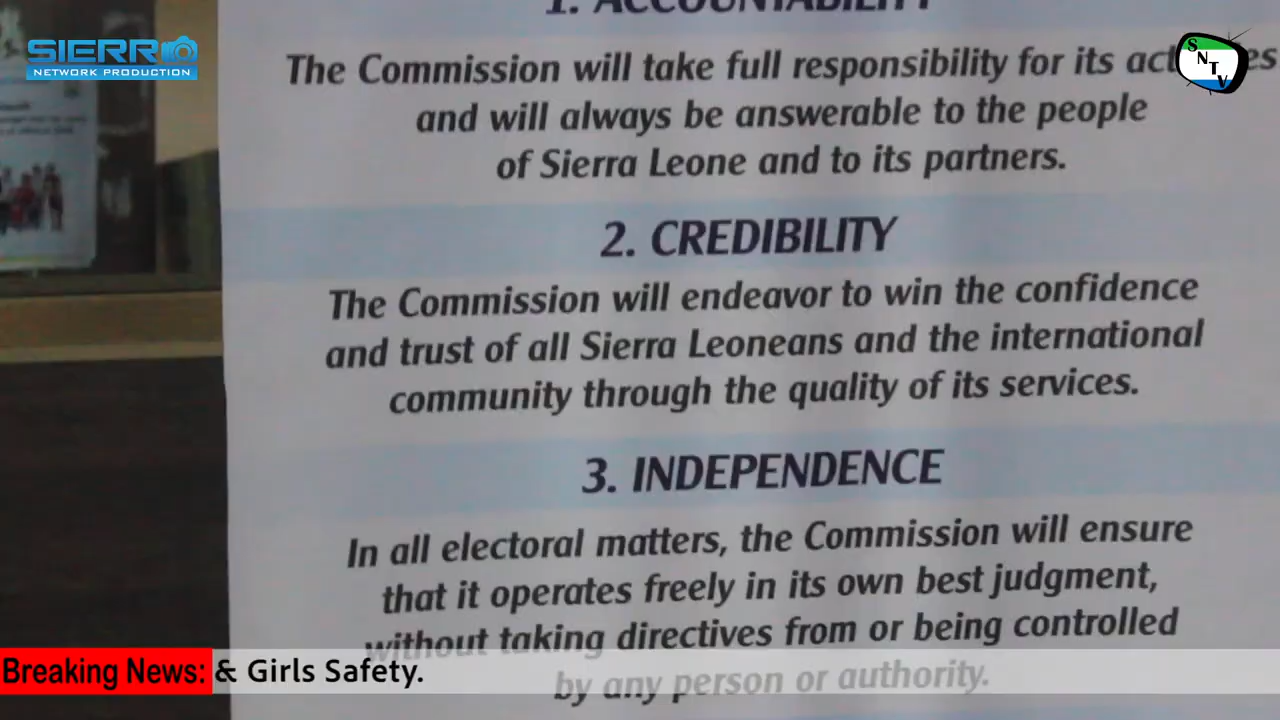 SIERR
NETWORK PRODUCTION
SNTV
1. ACCOUNTABILITY
The Commission will take full responsibility for its
and will always be answerable to the people
of Sierra Leone and to its partners.
2. CREDIBILITY
The Commission will endeavor to win the confidence
and trust of all Sierra Leoneans and the international
community through the quality of its services.
3. INDEPENDENCE
In all electoral matters, the Commission will ensure
that it operates freely in its own best judgment,
without taking directives from or being controlled
by any person or authority.
Breaking News: & Girls Safety.